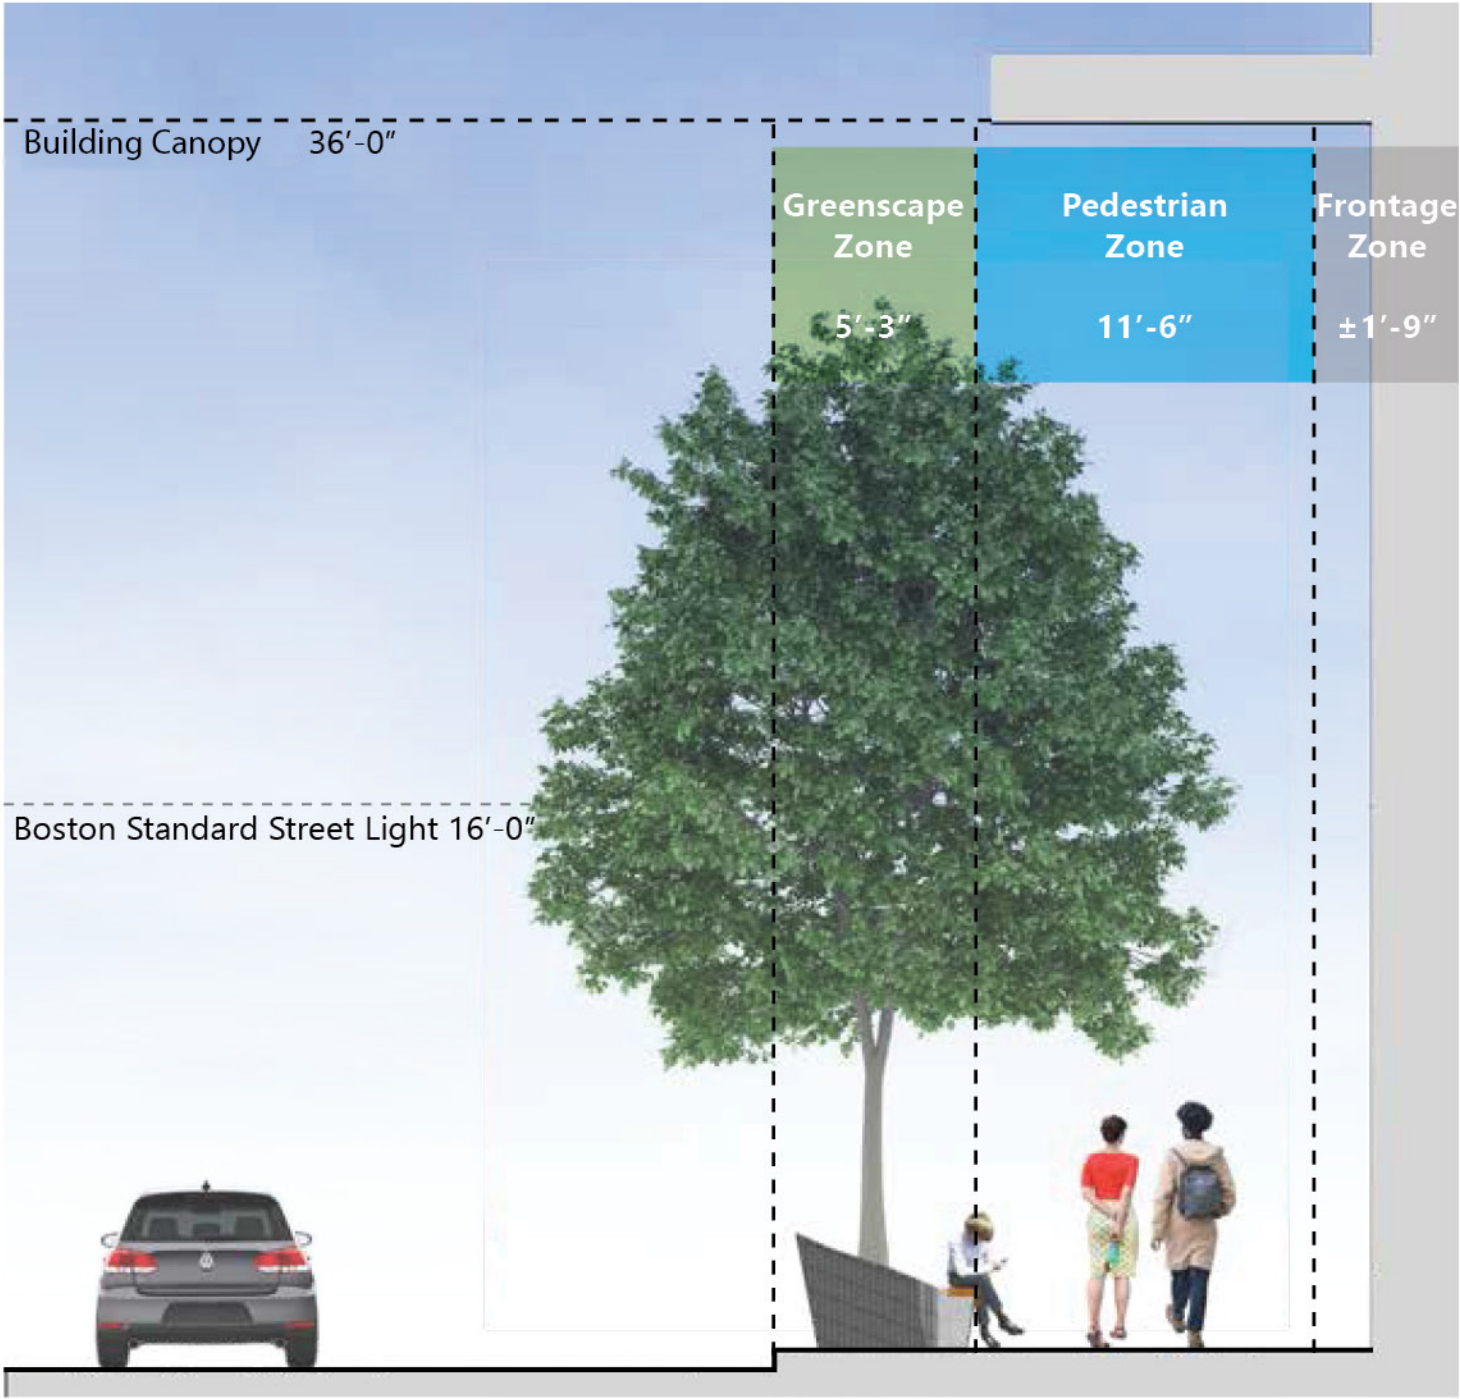 Building Canopy 36′-0″
Greenscape
Zone
5′-3″
Pedestrian
Zone
11′-6″
Frontage
Zone
±1′-9″
Boston Standard Street Light 16′-0″